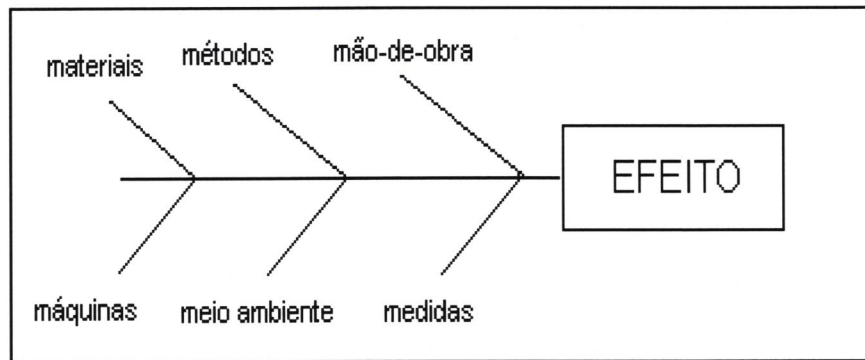 materiais
métodos
mão-de-obra
EFEITO
máquinas
meio ambiente
medidas